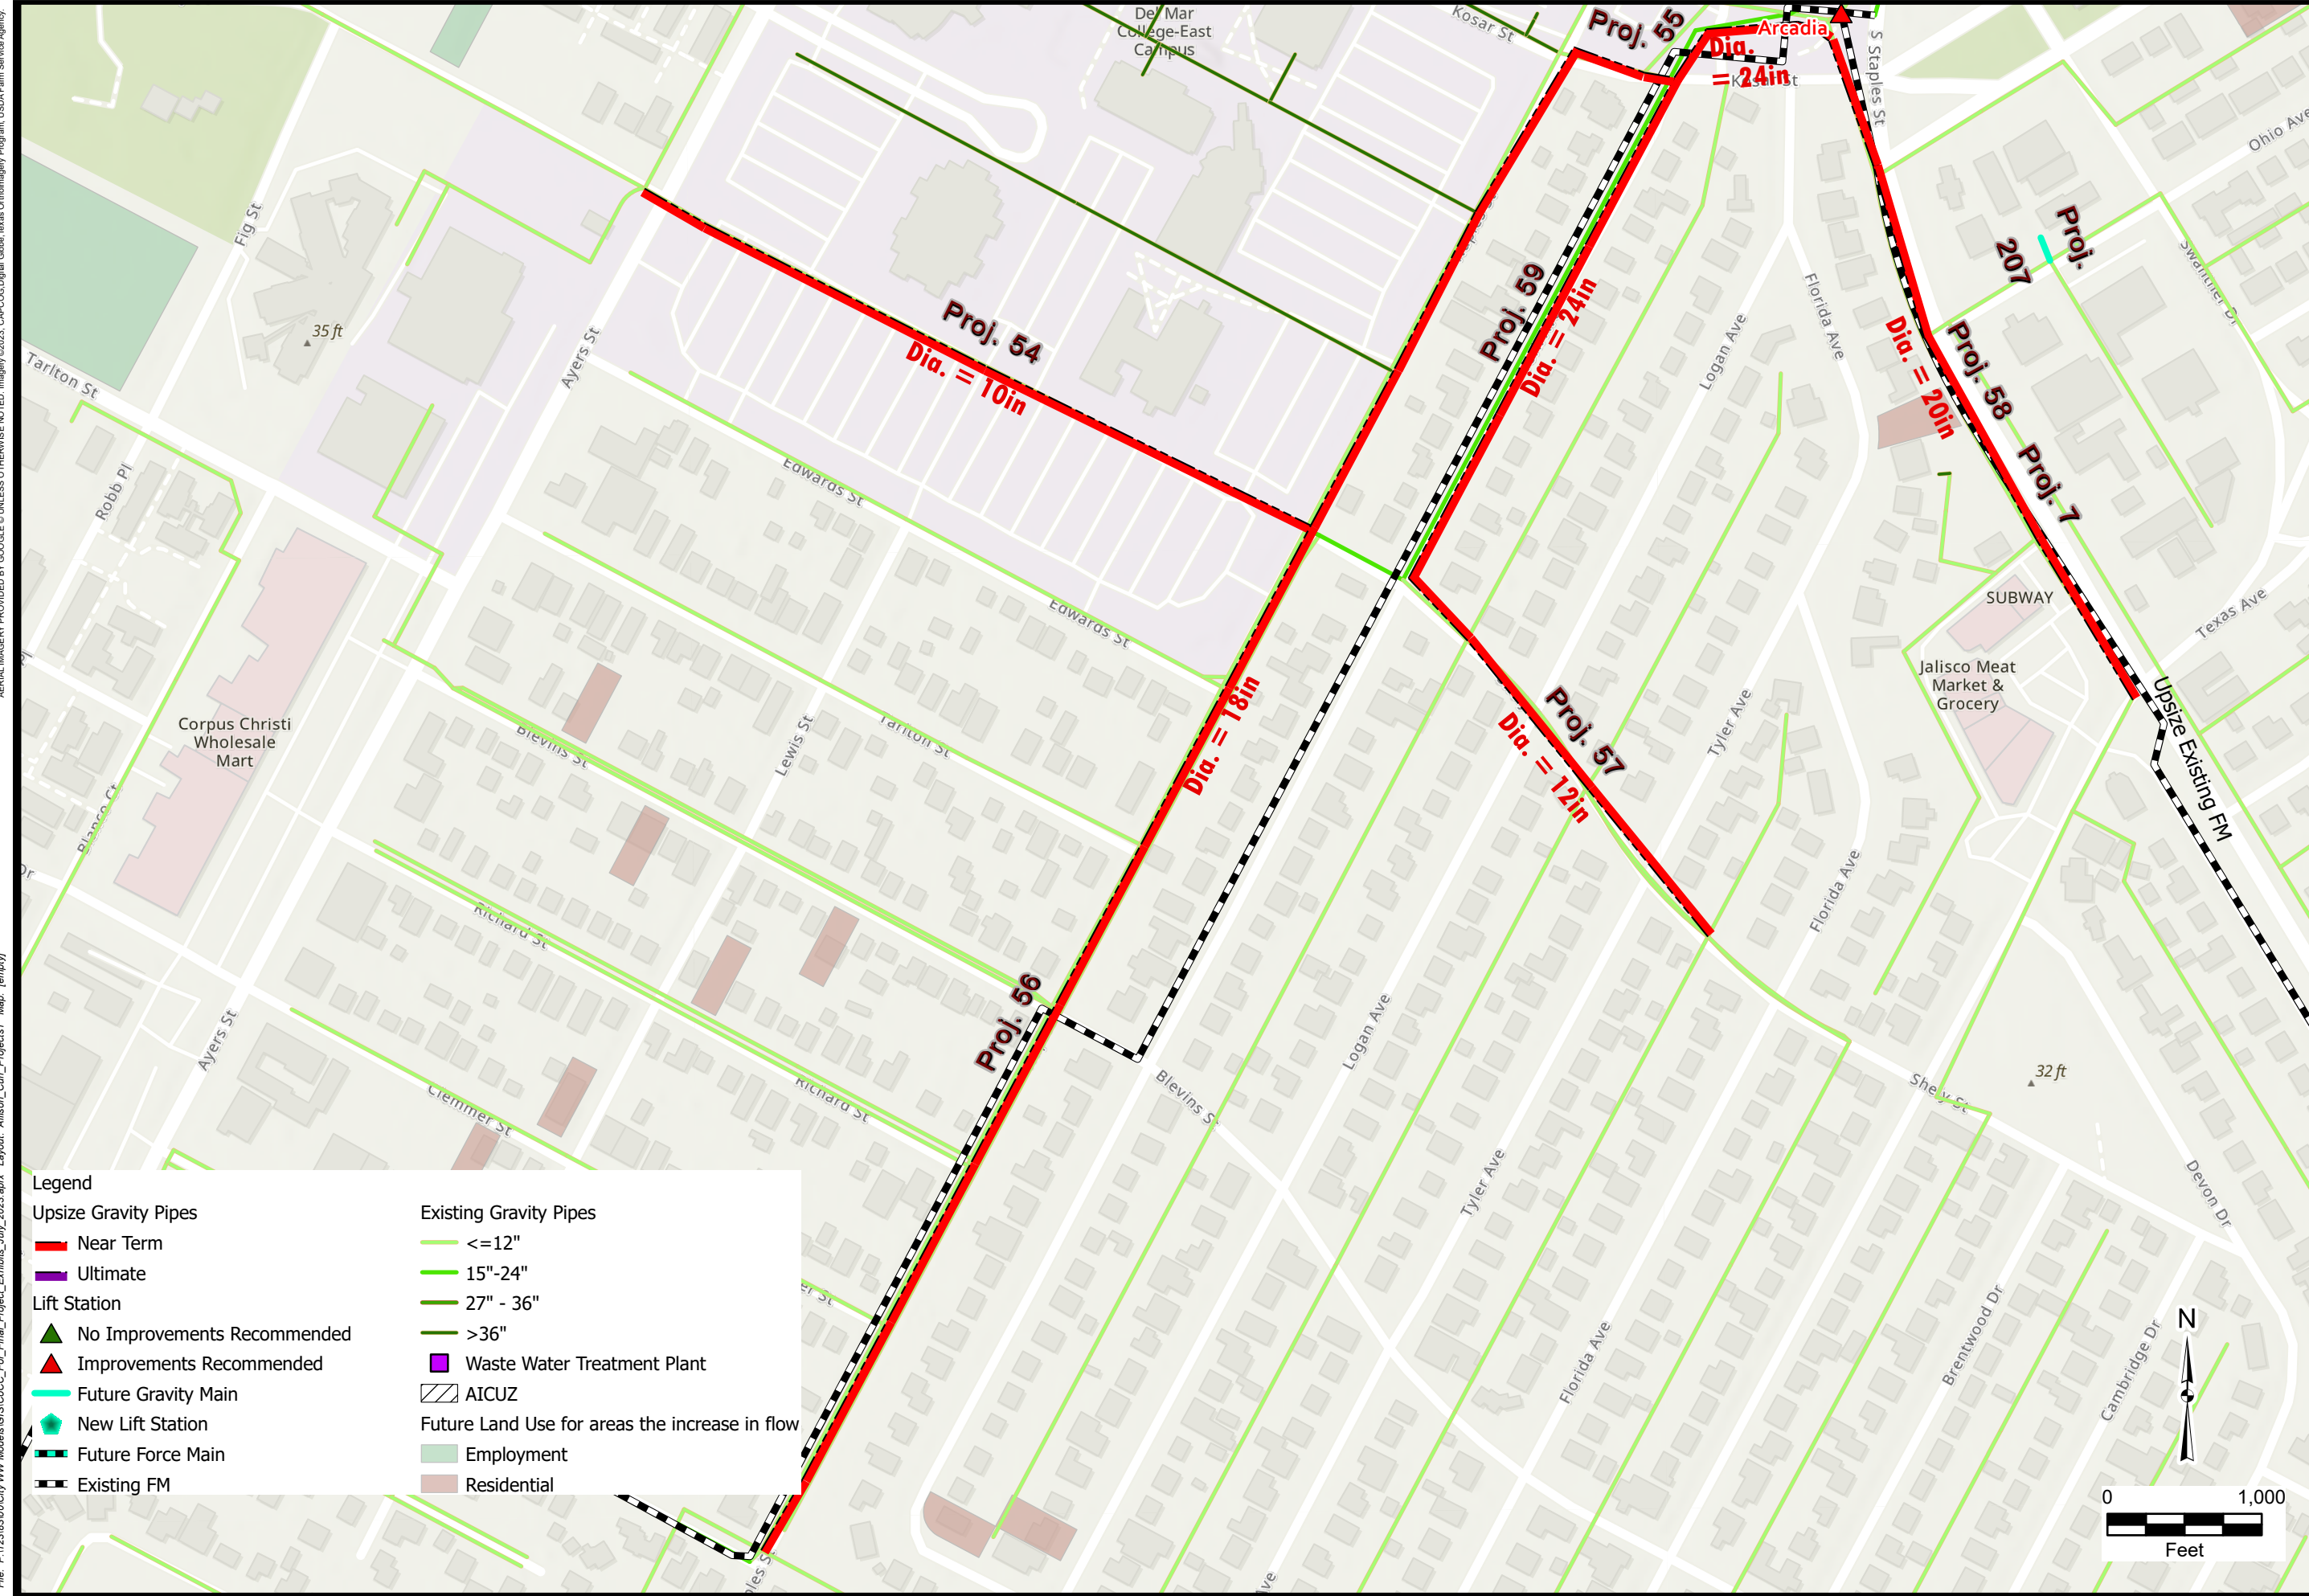 Del Mar
College-East
Campus
Kosar St
Proj. 55
Arcadia
Dia.
= 24in
S Staples St
Ohio Ave
Fig St
35 ft
Tarlton St
Ayers St
Proj. 54
Dia. = 10in
Proj. 59
Dia. = 24in
Logan Ave
Florida Ave
Proj.
207
Swantner Dr
Dia. = 20in
Proj. 58
Proj. 7
Robb Pl
Edwards St
Edwards St
SUBWAY
Texas Ave
Jalisco Meat
Market &
Grocery
Upsize Existing FM
Corpus Christi
Wholesale
Mart
Blevins St
Lewis St
Tarlton St
Dia. = 18in
Proj. 57
Dia. = 12in
Tyler Ave
Blanco Ct
Dr
Richard St
Florida Ave
Proj. 56
Ayers St
Logan Ave
Blevins St
Clemmer St
Richard St
Shely St
32 ft
Tyler Ave
Devon Dr
Florida Ave
Brentwood Dr
Cambridge Dr
Legend
Upsize Gravity Pipes
Near Term
Ultimate
Lift Station
No Improvements Recommended
Improvements Recommended
Future Gravity Main
New Lift Station
Future Force Main
Existing FM
Existing Gravity Pipes
<=12"
15"-24"
27" - 36"
>36"
Waste Water Treatment Plant
AICUZ
Future Land Use for areas the increase in flow
Employment
Residential
N
0 1,000
Feet